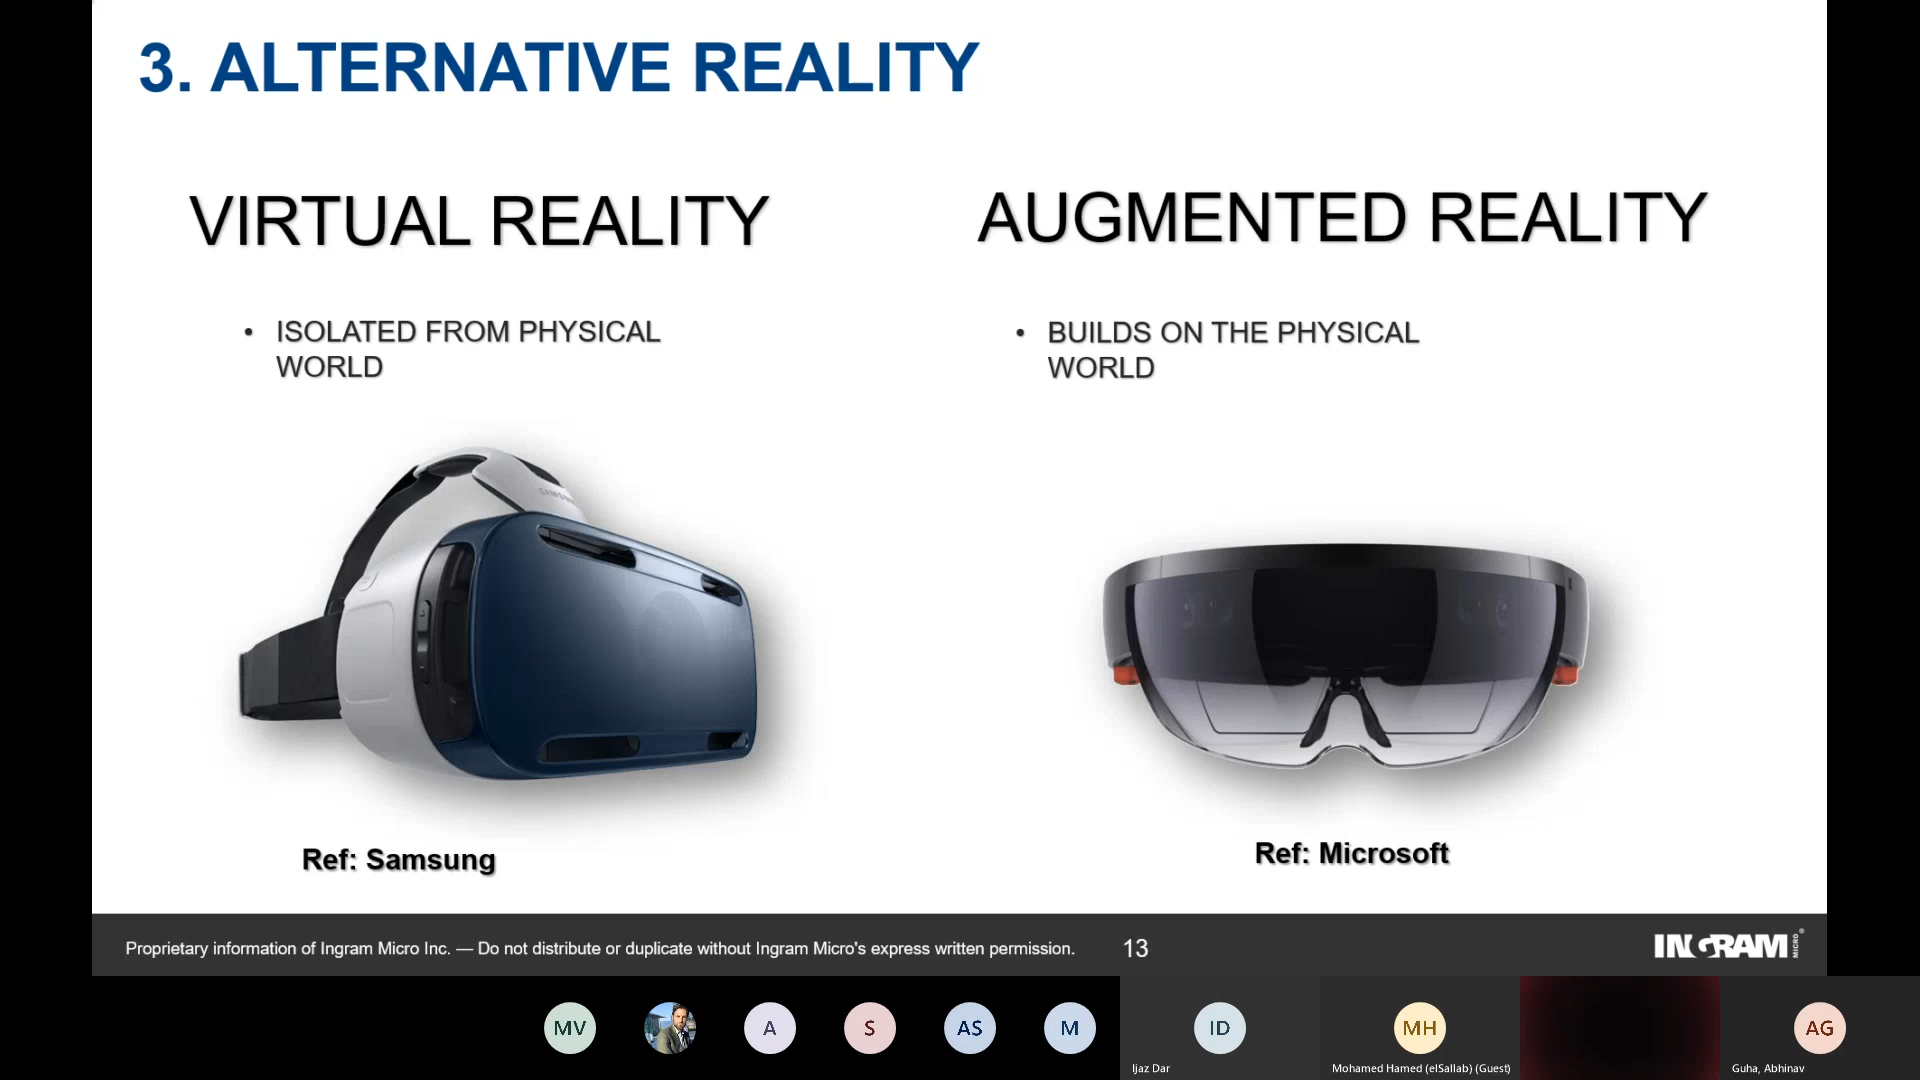 3. ALTERNATIVE REALITY
VIRTUAL REALITY
• ISOLATED FROM PHYSICAL
WORLD
SAMSUNG
Ref: Samsung
AUGMENTED REALITY
• BUILDS ON THE PHYSICAL
WORLD
Ref: Microsoft
Proprietary information of Ingram Micro Inc. — Do not distribute or duplicate without Ingram Micro's express written permission.
13
INGRAM MICRO®
MV
A
S
AS
M
ID
Ijaz Dar
MH
Mohamed Hamed (elSallab) (Guest)
AG
Guha, Abhinav